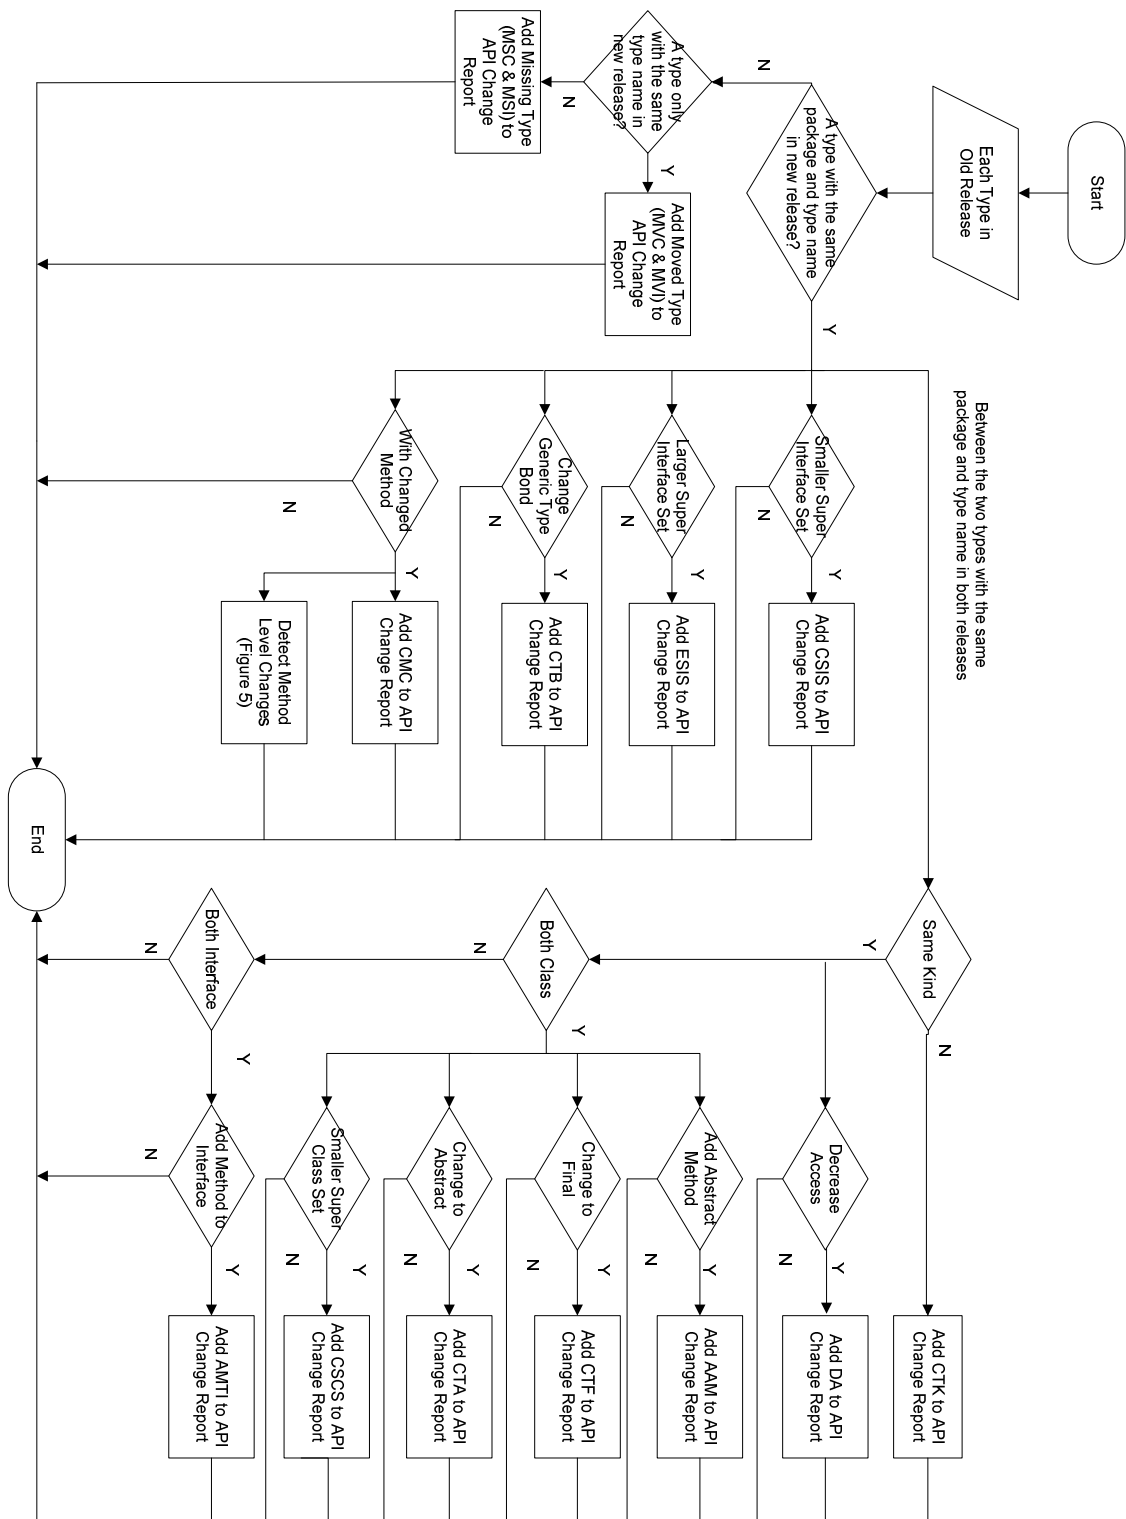 Start
Each Type in
Old Release
A type with the same
package and type name
in new release?
N
Y
A type only
with the same
type name in
new release?
N
Y
Add Missing Type
(MSC & MSI) to
API Change
Report
Add Moved Type
(MVC & MVI) to
API Change
Report
Between the two types with the same
package and type name in both releases
Smaller Super
Interface Set
Y
N
Add CSIS to API
Change Report
Larger Super
Interface Set
Y
N
Add ESIS to API
Change Report
Change
Generic Type
Bond
Y
N
Add CTB to API
Change Report
With Changed
Method
Y
N
Add CMC to API
Change Report
Detect Method
Level Changes
(Figure 5)
End
Same Kind
Y
N
Add CTK to API
Change Report
Decrease
Access
Y
N
Add DA to API
Change Report
Both Class
Y
N
Add Abstract
Method
Y
N
Add AAM to API
Change Report
Change to
Final
Y
N
Add CTF to API
Change Report
Change to
Abstract
Y
N
Add CTA to API
Change Report
Smaller Super
Class Set
Y
N
Add CSCS to API
Change Report
Both Interface
Y
N
Add Method to
Interface
Y
N
Add AMTI to API
Change Report